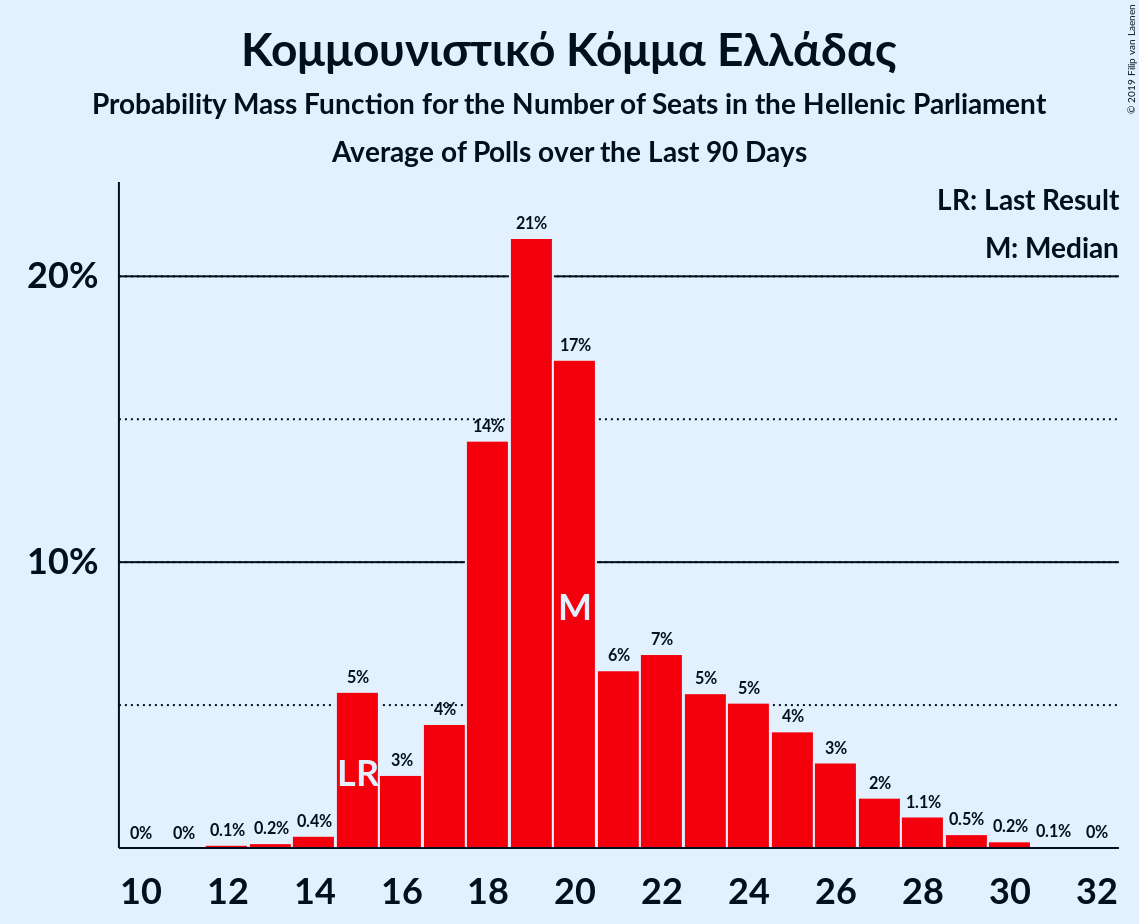 Κομμουνιστικό Κόμμα Ελλάδας
Probability Mass Function for the Number of Seats in the Hellenic Parliament
Average of Polls over the Last 90 Days
© 2019 Filip van Laenen
LR: Last Result
M: Median
20%
10%
0%
0%
0.1%
0.2%
0.4%
5%
3%
4%
14%
21%
17%
6%
7%
5%
5%
4%
3%
2%
1.1%
0.5%
0.2%
0.1%
0%
LR
M
10 12 14 16 18 20 22 24 26 28 30 32